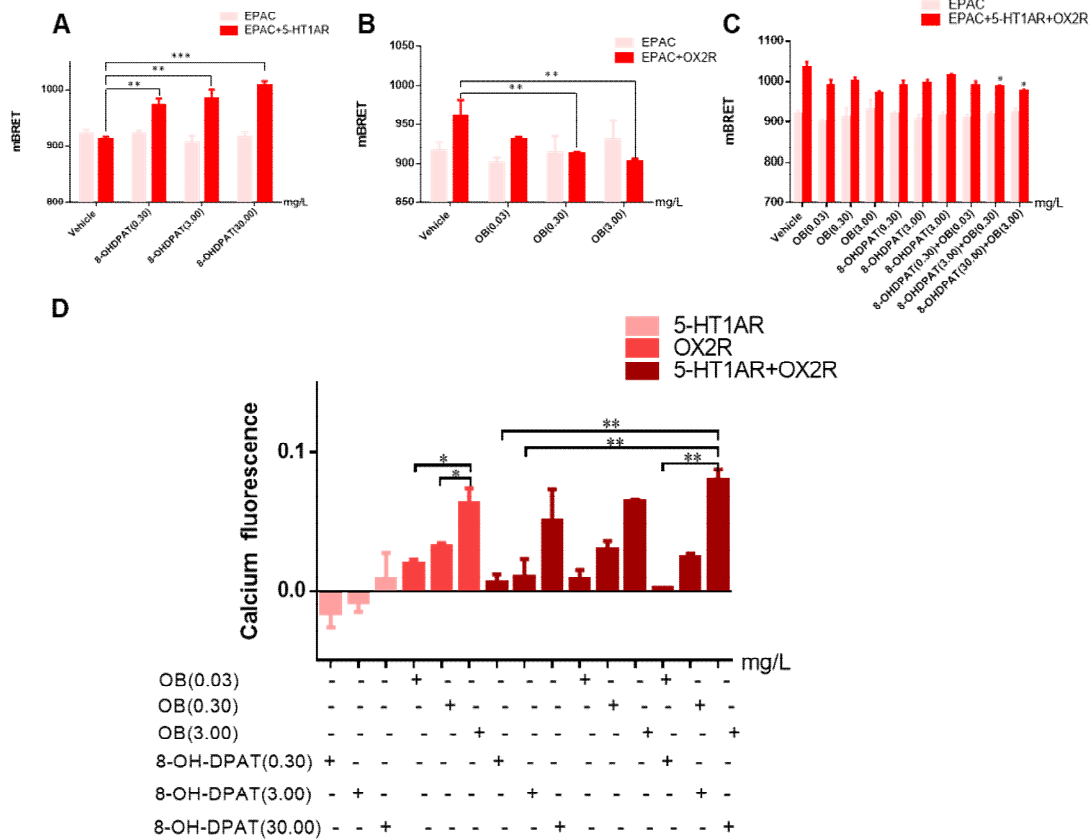 A
EPAC
EPAC+5-HT1AR
***
**
**
mBRET
1000
900
800
mg/L
Vehicle
8-OHDPAT(0.30)
8-OHDPAT(3.00)
8-OHDPAT(30.00)
B
EPAC
EPAC+OX2R
**
**
mBRET
1050
1000
950
900
850
mg/L
Vehicle
OB(0.03)
OB(0.30)
OB(3.00)
C
EPAC
EPAC+5-HT1AR+OX2R
* *
mBRET
1100
1000
900
800
700
mg/L
Vehicle
OB(0.03)
OB(0.30)
OB(3.00)
8-OHDPAT(0.30)
8-OHDPAT(3.00)
8-OHDPAT(3.00)
8-OHDPAT(0.30)+OB(0.03)
8-OHDPAT(3.00)+OB(0.30)
8-OHDPAT(30.00)+OB(3.00)
D
5-HT1AR
OX2R
5-HT1AR+OX2R
Calcium fluorescence
0.1
0.0
*
*
**
**
**
mg/L
OB(0.03) - - - + - - - - - + - - + - -
OB(0.30) - - - - + - - - - - + - - + -
OB(3.00) - - - - - + - - - - - + - - +
8-OH-DPAT(0.30) + - - - - - + - - - - - + - -
8-OH-DPAT(3.00) - + - - - - - + - - - - - + -
8-OH-DPAT(30.00) - - + - - - - - + - - - - - +